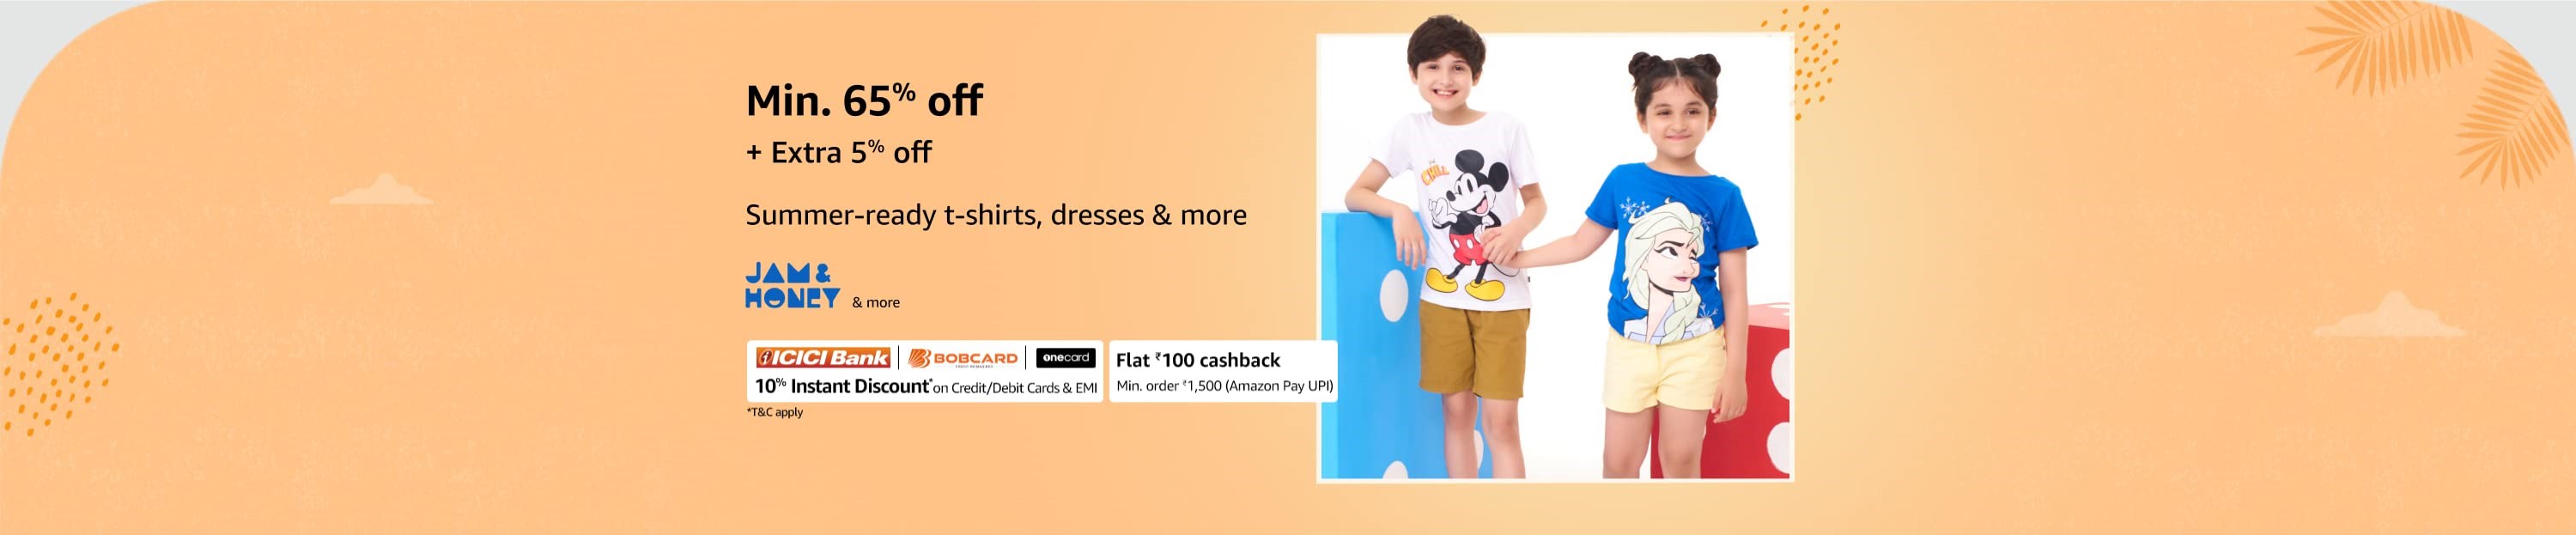 Min. 65% off
+ Extra 5% off
Summer-ready t-shirts, dresses & more
JAM &
HONEY & more
ICICI Bank | BOBCARD | onecard
10% Instant Discount* on Credit/Debit Cards & EMI
Flat ₹100 cashback
Min. order ₹1,500 (Amazon Pay UPI)
*T&C apply
CHILL